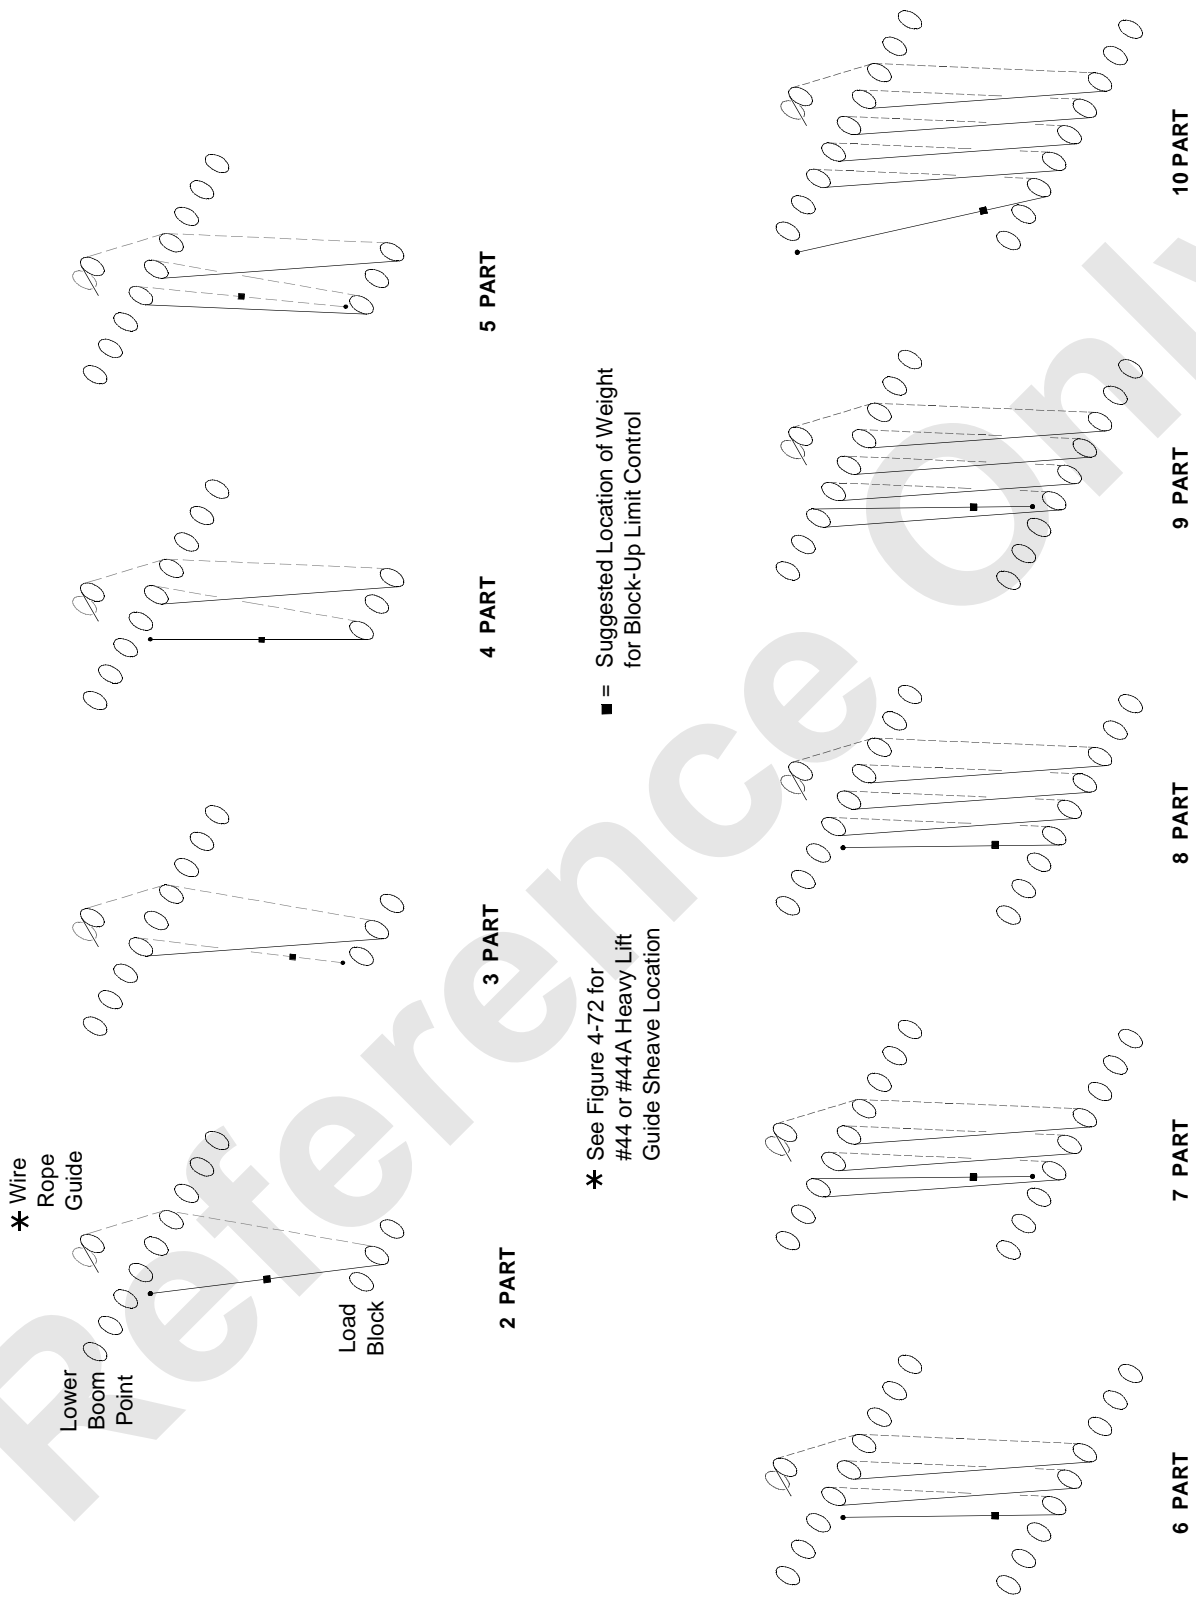 ✱ Wire
Rope
Guide
Lower
Boom
Point
Load
Block
2 PART
3 PART
4 PART
5 PART
✱ See Figure 4-72 for
#44 or #44A Heavy Lift
Guide Sheave Location
■ = Suggested Location of Weight
for Block-Up Limit Control
6 PART
7 PART
8 PART
9 PART
10 PART
Reference Only